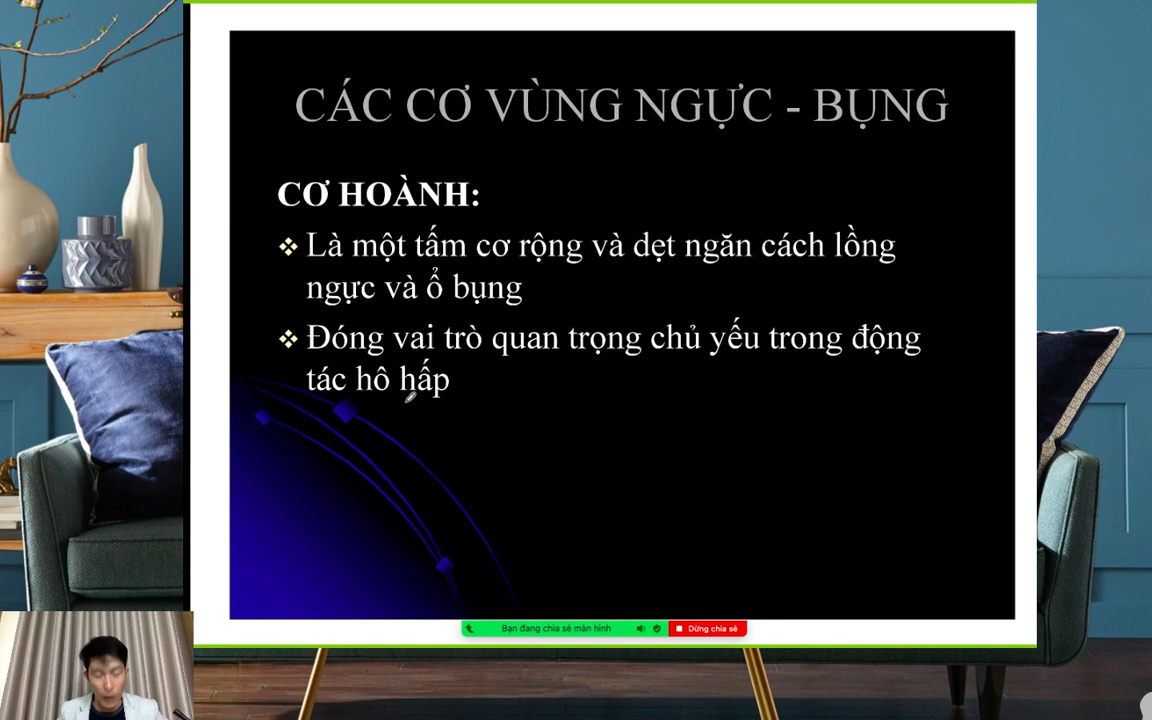 CÁC CƠ VÙNG NGỰC - BỤNG
CƠ HOÀNH:
Là một tấm cơ rộng và dẹt ngăn cách lồng
ngực và ổ bụng
Đóng vai trò quan trọng chủ yếu trong động
tác hô hấp
Bạn đang chia sẻ màn hình
Dừng chia sẻ